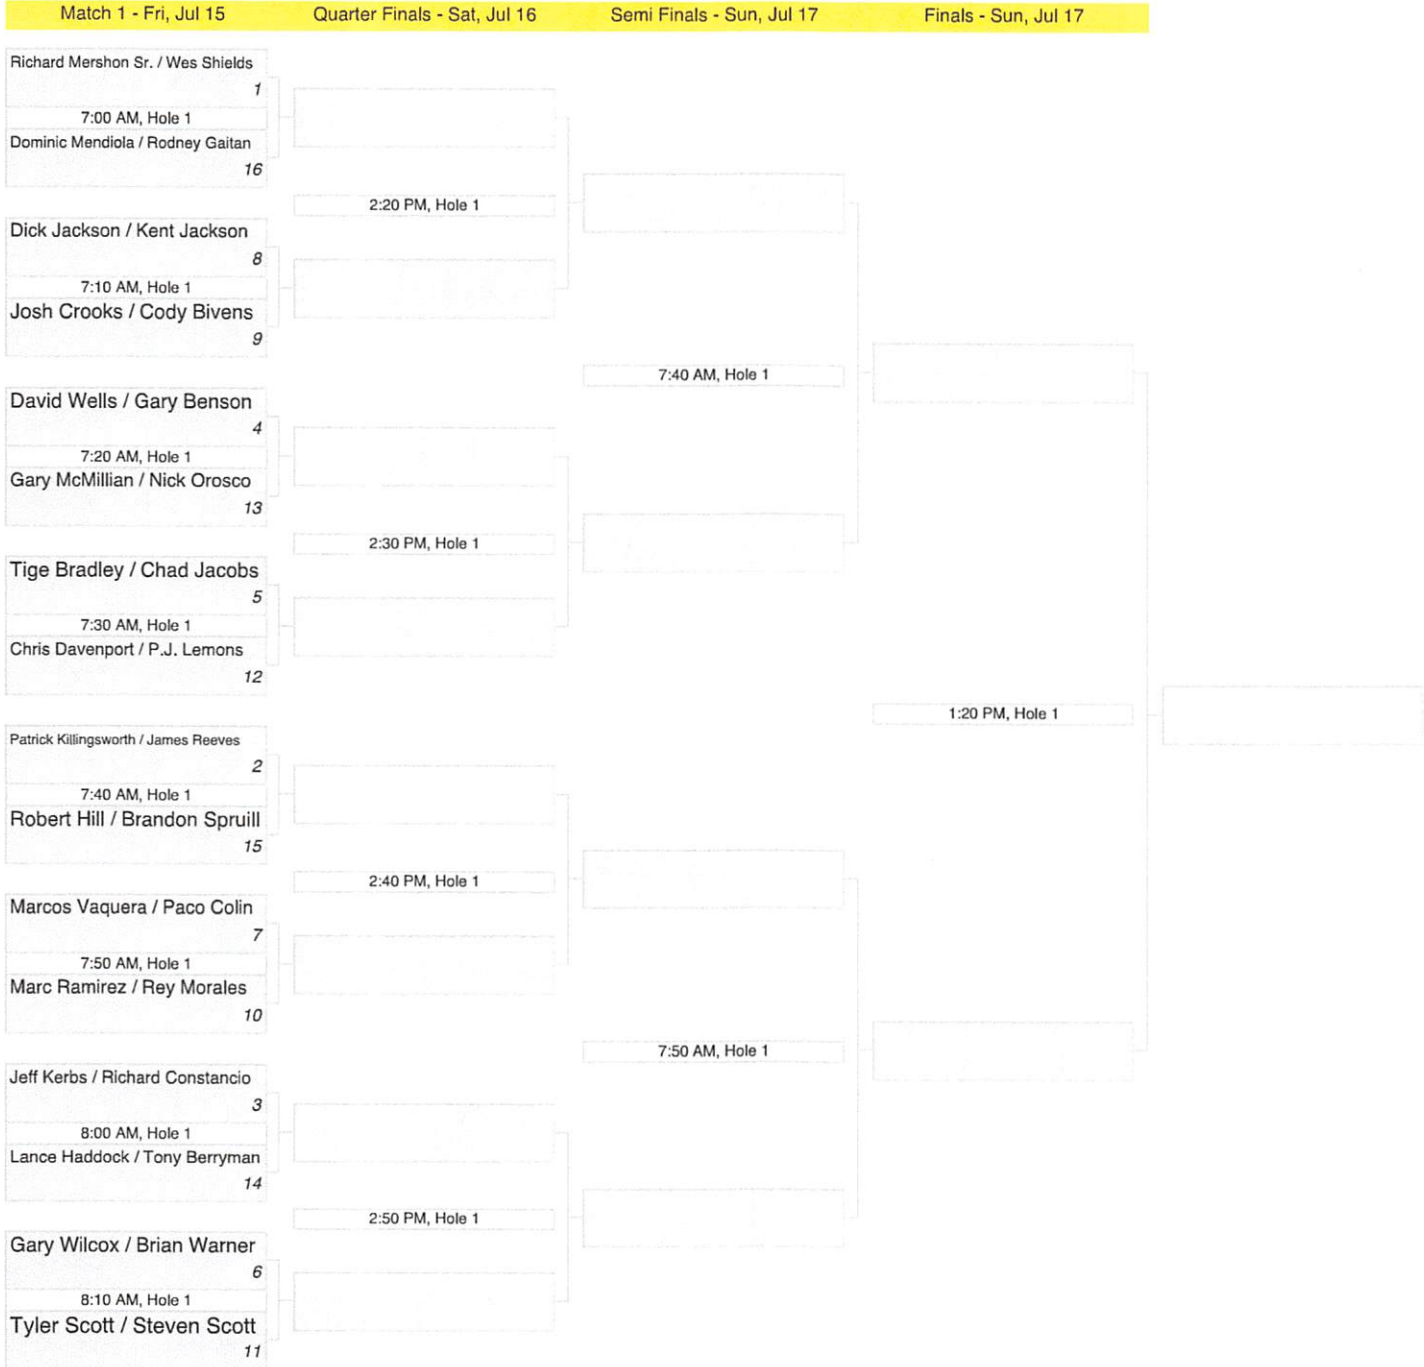 Match 1 - Fri, Jul 15
Quarter Finals - Sat, Jul 16
Semi Finals - Sun, Jul 17
Finals - Sun, Jul 17
Richard Mershon Sr. / Wes Shields
1
7:00 AM, Hole 1
Dominic Mendiola / Rodney Gaitan
16
2:20 PM, Hole 1
Dick Jackson / Kent Jackson
8
7:10 AM, Hole 1
Josh Crooks / Cody Bivens
9
7:40 AM, Hole 1
David Wells / Gary Benson
4
7:20 AM, Hole 1
Gary McMillian / Nick Orosco
13
2:30 PM, Hole 1
Tige Bradley / Chad Jacobs
5
7:30 AM, Hole 1
Chris Davenport / P.J. Lemons
12
1:20 PM, Hole 1
Patrick Killingsworth / James Reeves
2
7:40 AM, Hole 1
Robert Hill / Brandon Spruill
15
2:40 PM, Hole 1
Marcos Vaquera / Paco Colin
7
7:50 AM, Hole 1
Marc Ramirez / Rey Morales
10
7:50 AM, Hole 1
Jeff Kerbs / Richard Constancio
3
8:00 AM, Hole 1
Lance Haddock / Tony Berryman
14
2:50 PM, Hole 1
Gary Wilcox / Brian Warner
6
8:10 AM, Hole 1
Tyler Scott / Steven Scott
11